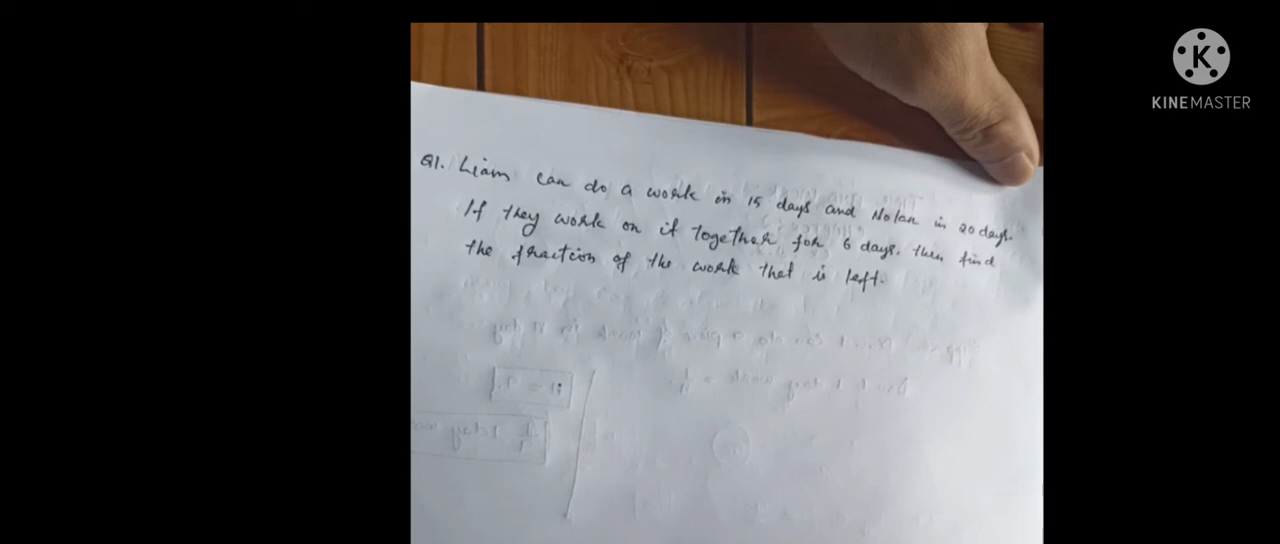 Q1. Liam can do a work in 15 days and Nolan in 20 days.
If they work on it together for 6 days, then find
the fraction of the work that is left.
K
KINEMASTER